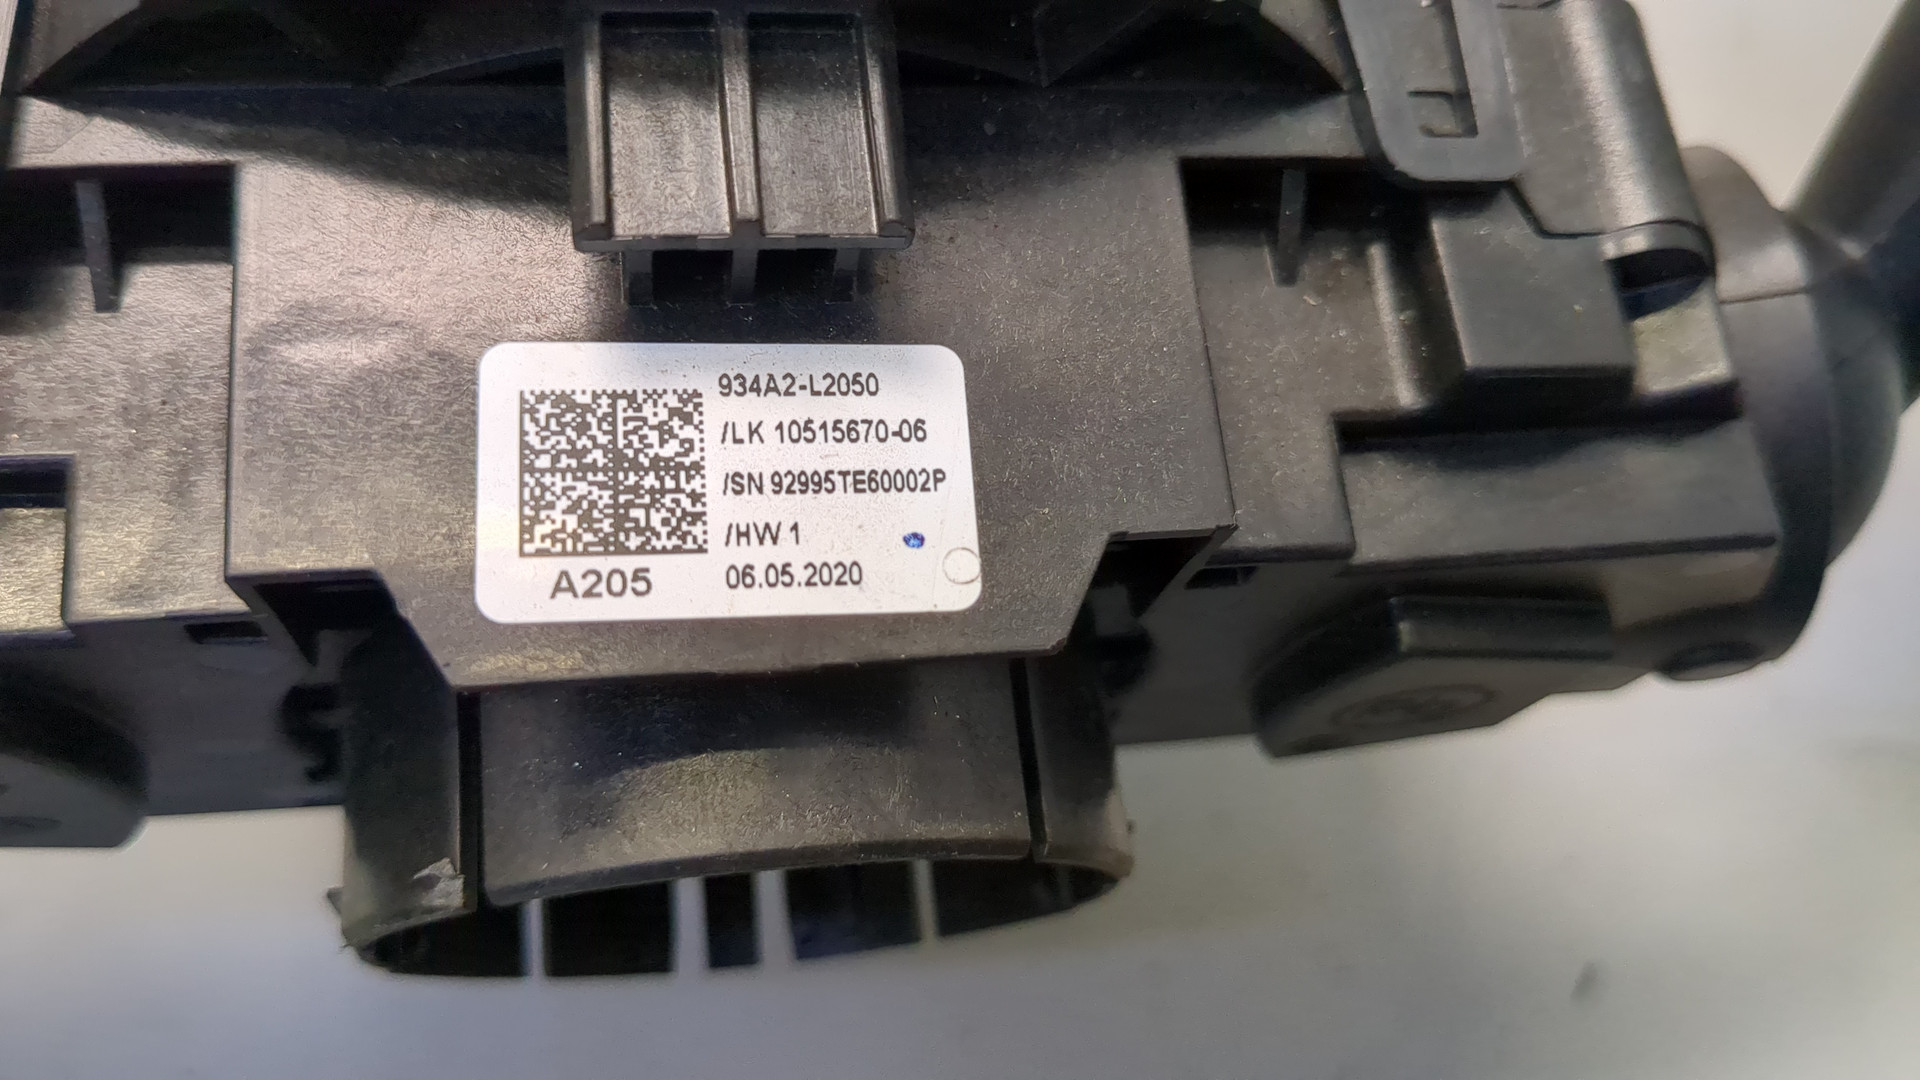 934A2-L2050
/LK 10515670-06
/SN 92995TE60002P
/HW 1
06.05.2020
A205